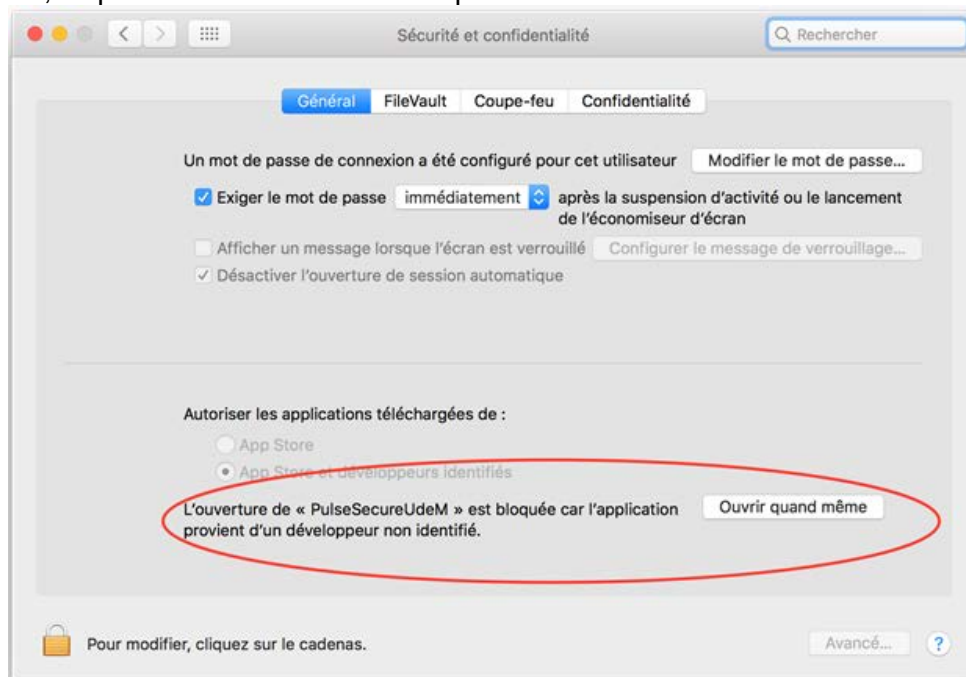 Sécurité et confidentialité
Rechercher
Général FileVault Coupe-feu Confidentialité
Un mot de passe de connexion a été configuré pour cet utilisateur Modifier le mot de passe...
Exiger le mot de passe immédiatement après la suspension d'activité ou le lancement
de l'économiseur d'écran
Afficher un message lorsque l'écran est verrouillé Configurer le message de verrouillage...
Désactiver l'ouverture de session automatique
Autoriser les applications téléchargées de :
App Store
App Store et développeurs identifiés
L'ouverture de « PulseSecureUdeM » est bloquée car l'application Ouvrir quand même
provient d'un développeur non identifié.
Pour modifier, cliquez sur le cadenas.
Avancé... ?